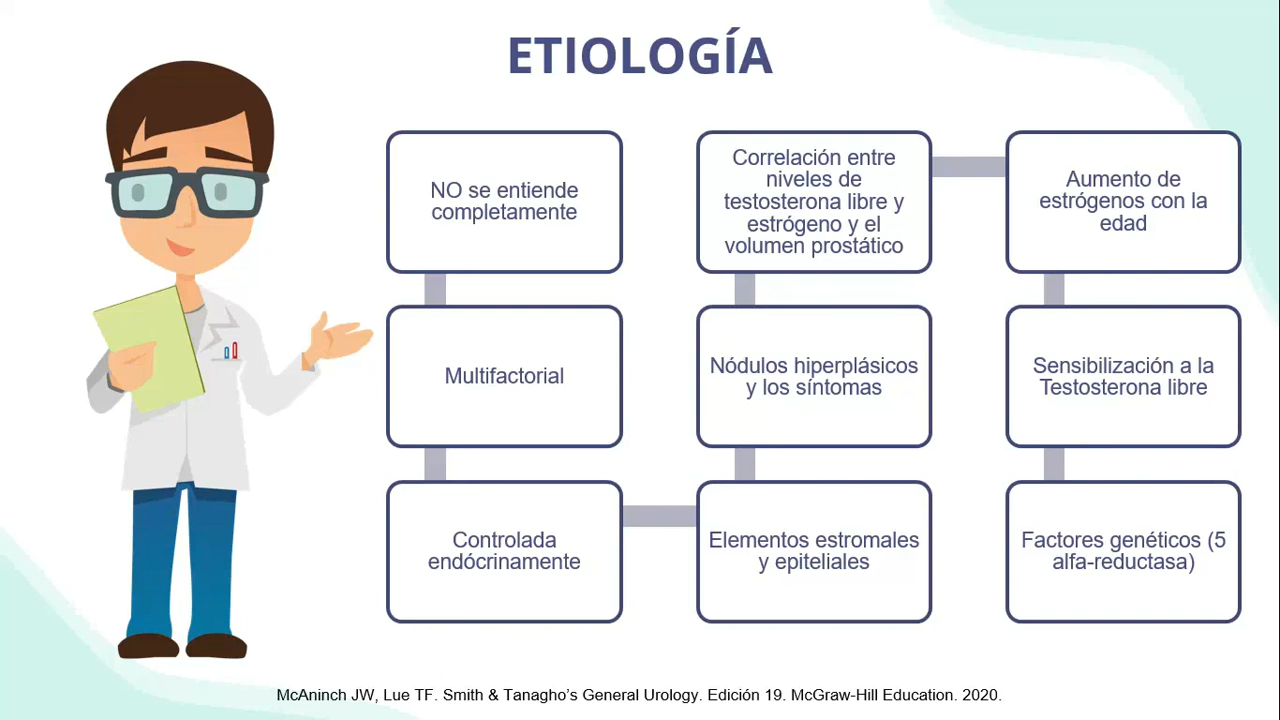 ETIOLOGÍA
NO se entiende
completamente
Multifactorial
Controlada
endócrinamente
Elementos estromales
y epiteliales
Nódulos hiperplásicos
y los síntomas
Correlación entre
niveles de
testosterona libre y
estrógeno y el
volumen prostático
Aumento de
estrógenos con la
edad
Sensibilización a la
Testosterona libre
Factores genéticos (5
alfa-reductasa)
McAninch JW, Lue TF. Smith & Tanagho’s General Urology. Edición 19. McGraw-Hill Education. 2020.